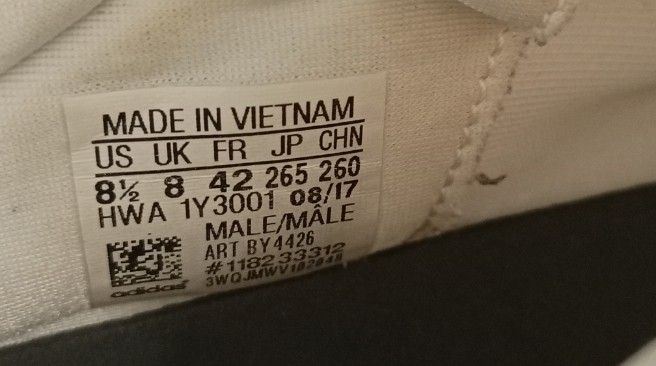 MADE IN VIETNAM
US UK FR JP CHN
8½ 8 42 265 260
HWA 1Y3001 08/17
MALE/MÂLE
ART BY4426
#118233312
adidas